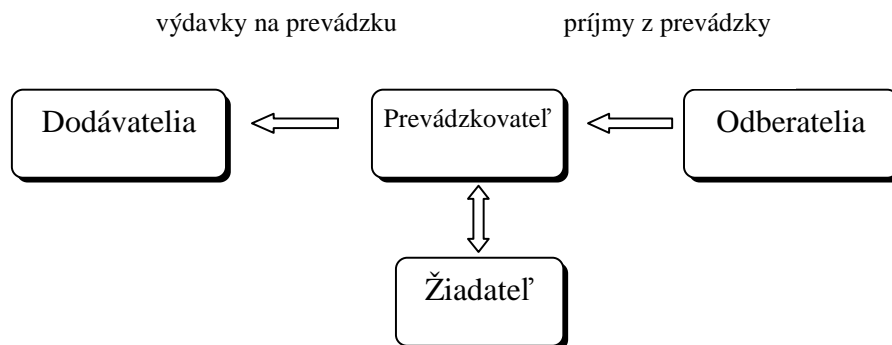 výdavky na prevádzku príjmy z prevádzky
Dodávatelia Prevádzkovateľ Odberatelia
Žiadateľ